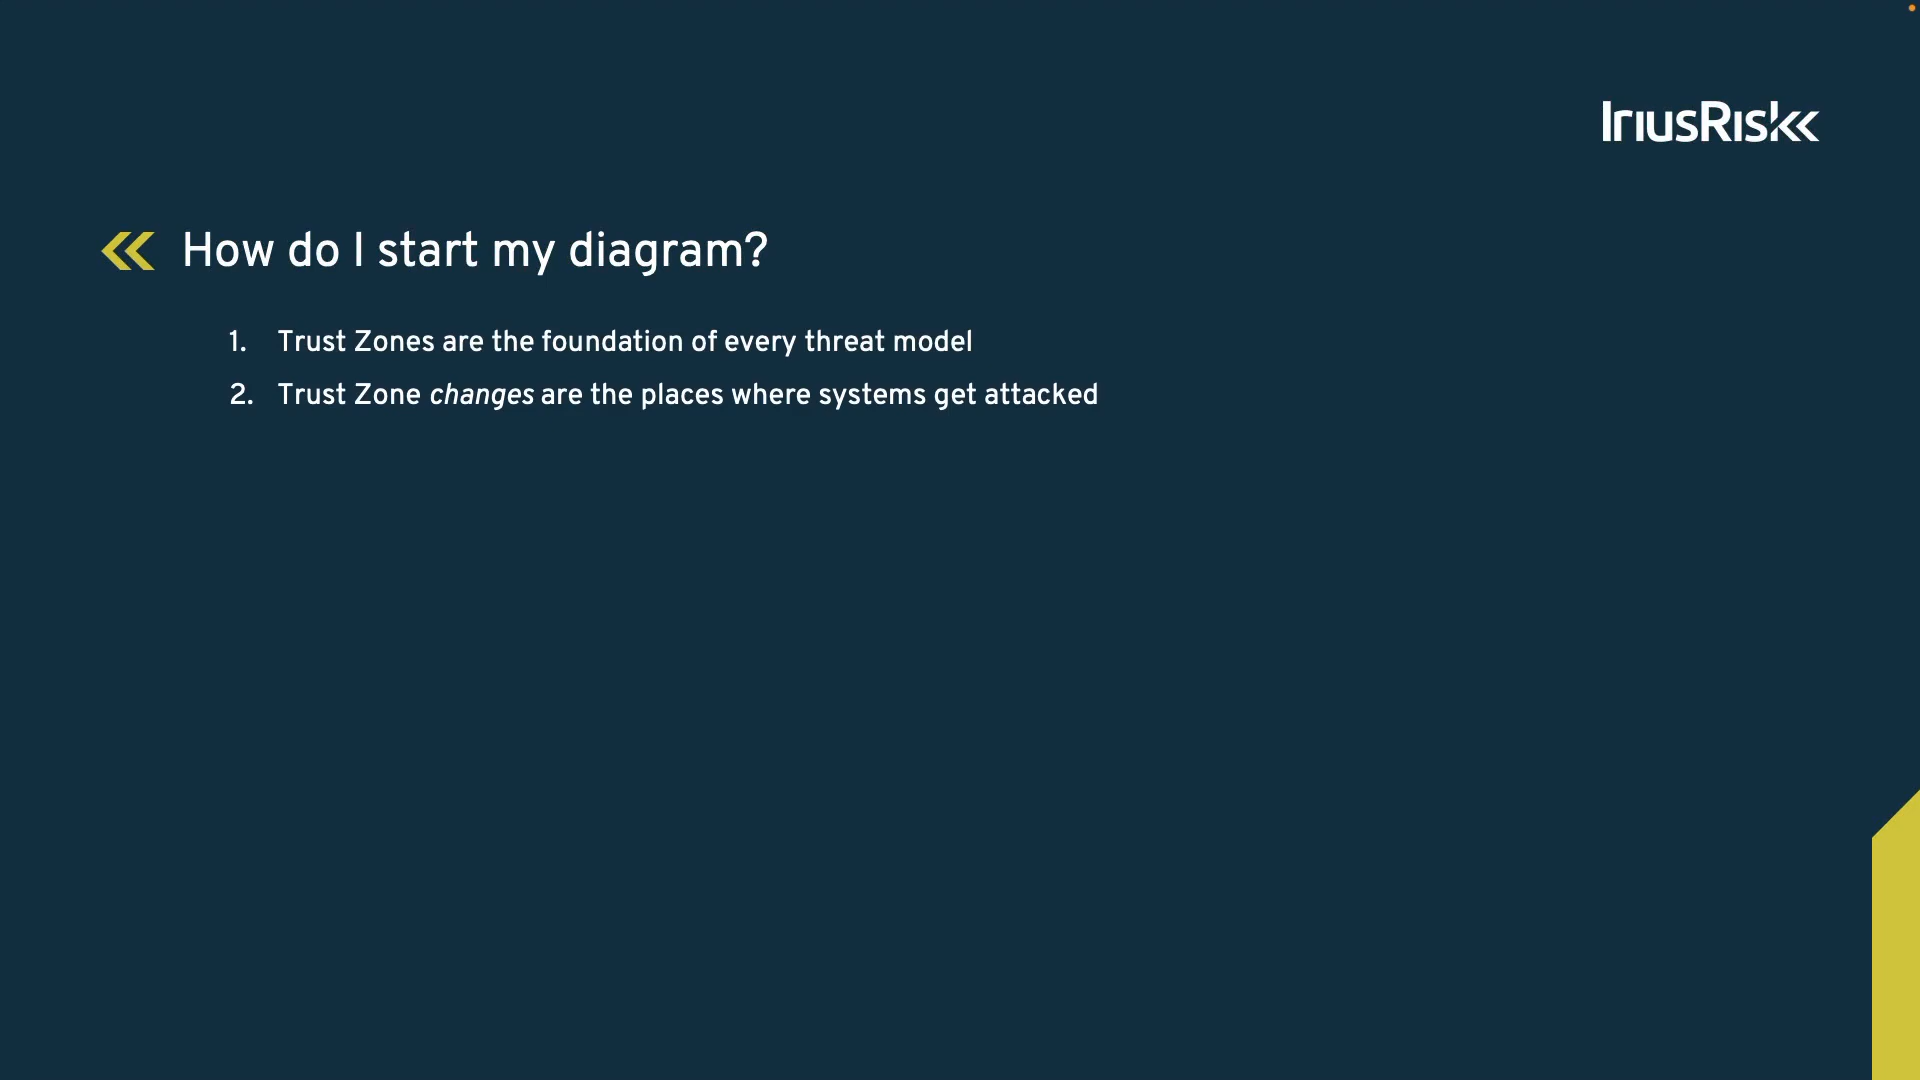 IriusRisk
How do I start my diagram?
1. Trust Zones are the foundation of every threat model
2. Trust Zone changes are the places where systems get attacked